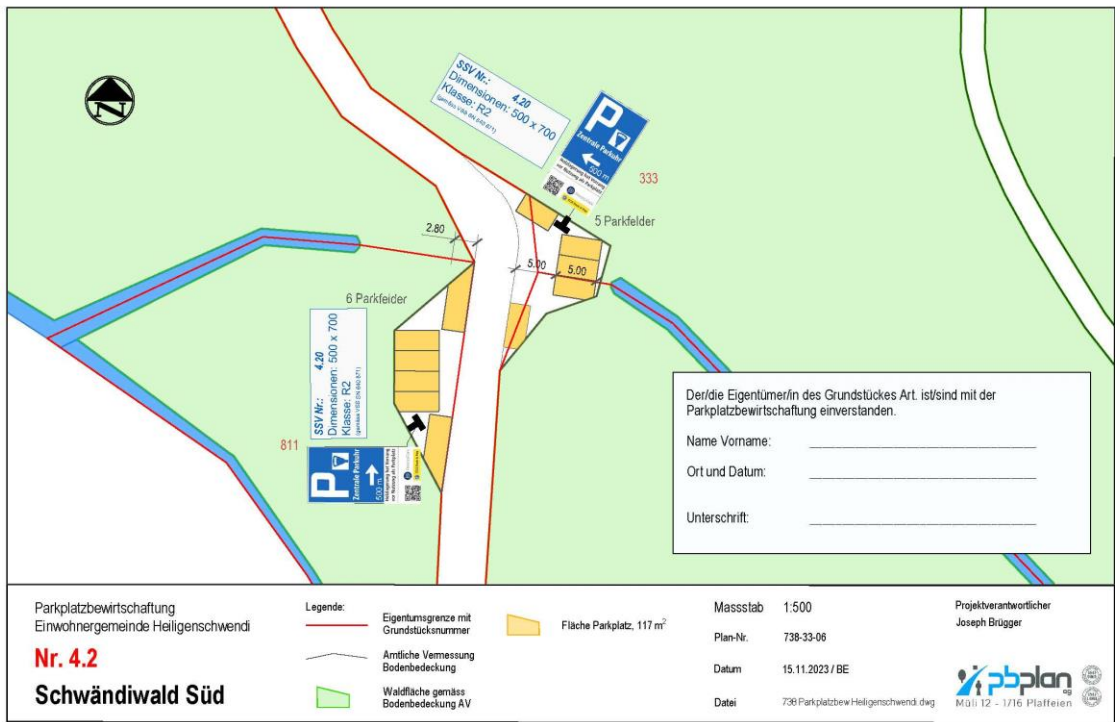 N
SSV Nr.: 4.20
Dimensionen: 500 x 700
Klasse: R2
P
Zentrale Parkuhr
500 m
333
5 Parkfelder
2.80
5.00
5.00
6 Parkfelder
SSV Nr.: 4.20
Dimensionen: 500 x 700
Klasse: R2
811
P
Zentrale Parkuhr
500 m
Der/die Eigentümer/in des Grundstückes Art. ist/sind mit der
Parkplatzbewirtschaftung einverstanden.
Name Vorname:
Ort und Datum:
Unterschrift:
Parkplatzbewirtschaftung
Einwohnergemeinde Heiligenschwendi
Nr. 4.2
Schwändiwald Süd
Legende:
Eigentumsgrenze mit
Grundstücksnummer
Amtliche Vermessung
Bodenbedeckung
Waldfläche gemäss
Bodenbedeckung AV
Fläche Parkplatz, 117 m²
Massstab 1:500
Plan-Nr. 738-33-06
Datum 15.11.2023 / BE
Datei 738 Parkplatzbew Heiligenschwendi.dwg
Projektverantwortlicher
Joseph Brügger
pbplan ag
Müli 12 - 1716 Plaffeien